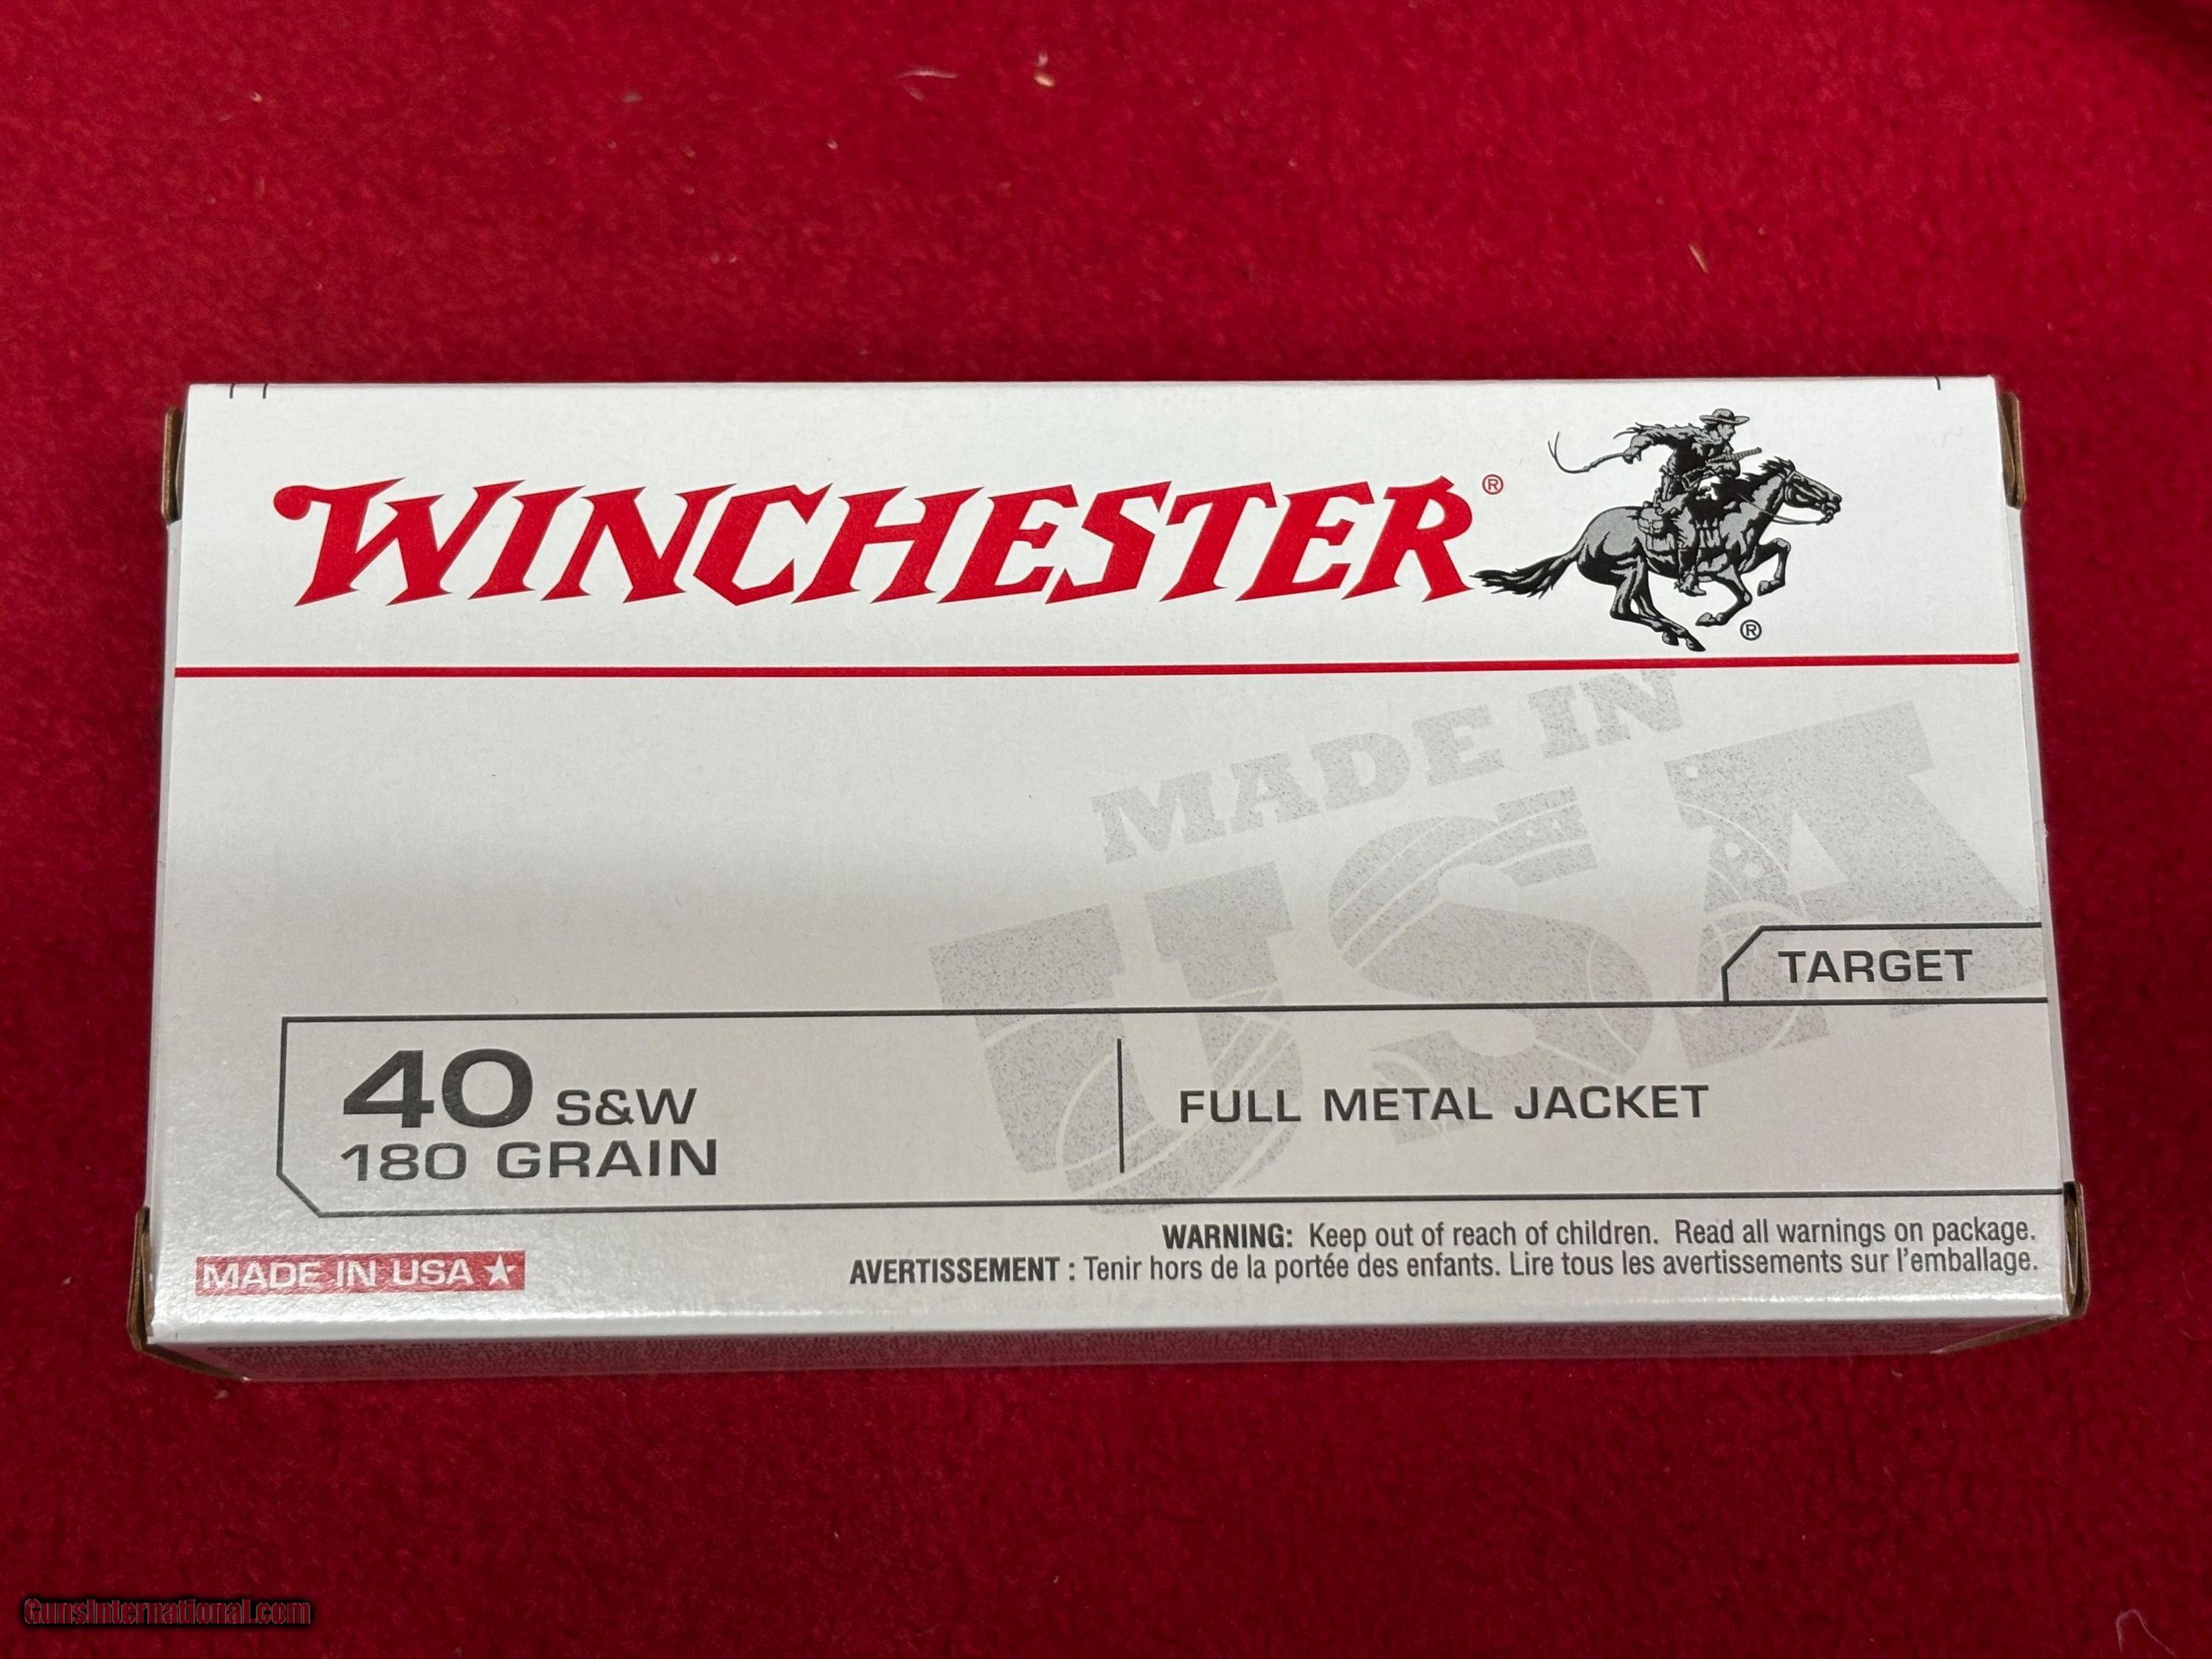 WINCHESTER®
®
MADE IN
USA
TARGET
40 S&W
180 GRAIN
FULL METAL JACKET
WARNING: Keep out of reach of children. Read all warnings on package.
AVERTISSEMENT : Tenir hors de la portée des enfants. Lire tous les avertissements sur l'emballage.
MADE IN USA ★
GunsInternational.com